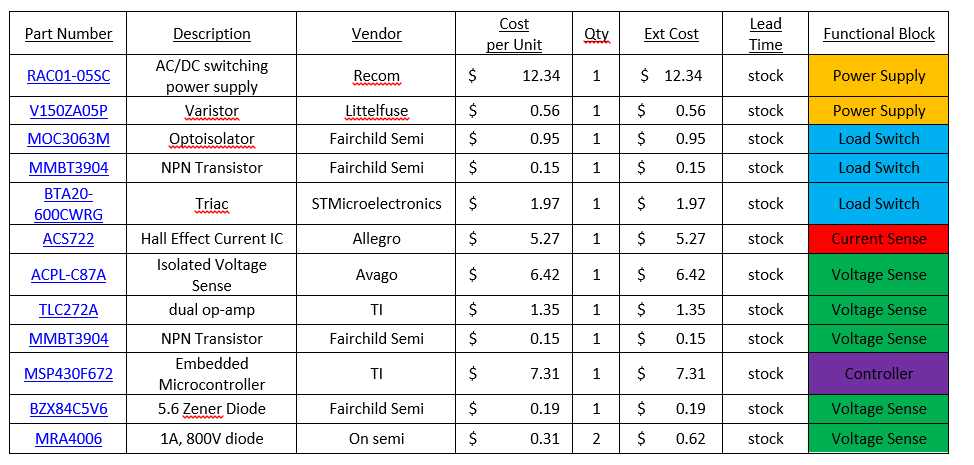 Part Number Description Vendor Cost per Unit Qty Ext Cost Lead Time Functional Block
RAC01-05SC AC/DC switching power supply Recom $ 12.34 1 $ 12.34 stock Power Supply
V150ZA05P Varistor Littelfuse $ 0.56 1 $ 0.56 stock Power Supply
MOC3063M Optoisolator Fairchild Semi $ 0.95 1 $ 0.95 stock Load Switch
MMBT3904 NPN Transistor Fairchild Semi $ 0.15 1 $ 0.15 stock Load Switch
BTA20-600CWRG Triac STMicroelectronics $ 1.97 1 $ 1.97 stock Load Switch
ACS722 Hall Effect Current IC Allegro $ 5.27 1 $ 5.27 stock Current Sense
ACPL-C87A Isolated Voltage Sense Avago $ 6.42 1 $ 6.42 stock Voltage Sense
TLC272A dual op-amp TI $ 1.35 1 $ 1.35 stock Voltage Sense
MMBT3904 NPN Transistor Fairchild Semi $ 0.15 1 $ 0.15 stock Voltage Sense
MSP430F672 Embedded Microcontroller TI $ 7.31 1 $ 7.31 stock Controller
BZX84C5V6 5.6 Zener Diode Fairchild Semi $ 0.19 1 $ 0.19 stock Voltage Sense
MRA4006 1A, 800V diode On semi $ 0.31 2 $ 0.62 stock Voltage Sense